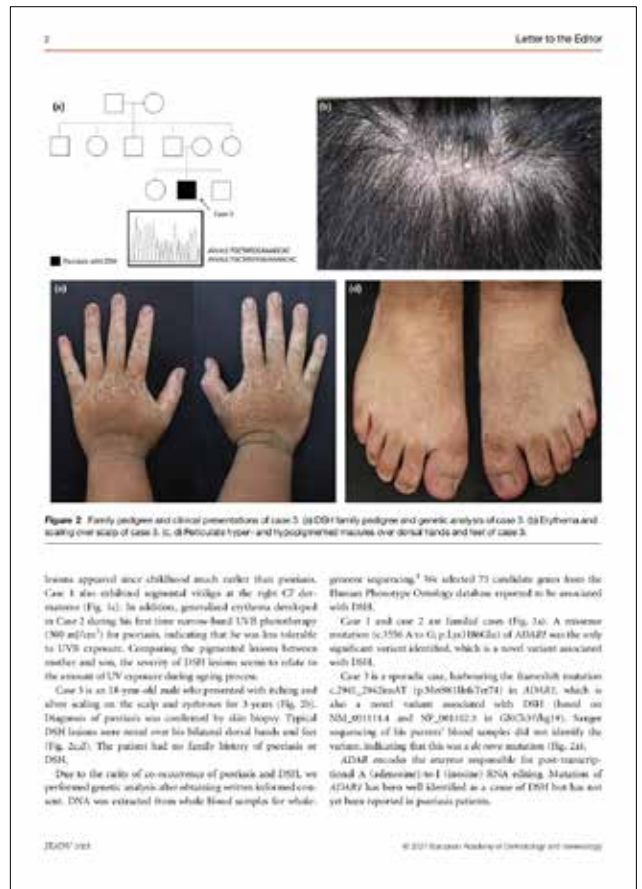 2
Letter to the Editor
(a)
(b)
Case 3
Psoriasis with DSH
(c)
(d)
Figure 2 Family pedigree and clinical presentations of case 3. (a) DSH family pedigree and genetic analysis of case 3. (b) Erythema and
scaling over scalp of case 3. (c, d) Reticulate hyper- and hypopigmented macules over dorsal hands and feet of case 3.
lesions appeared since childhood much earlier than psoriasis.
Case 1 also exhibited segmental vitiligo at the right C7 der-
matome (Fig. 1c). In addition, generalized erythema developed
in Case 2 during his first time narrow-band UVB phototherapy
(300 mJ/cm²) for psoriasis, indicating that he was less tolerable
to UVB exposure. Comparing the pigmented lesions between
mother and son, the severity of DSH lesions seems to relate to
the amount of UV exposure during ageing process.
Case 3 is an 18-year-old male who presented with itching and
silver scaling on the scalp and eyebrows for 3 years (Fig. 2b).
Diagnosis of psoriasis was confirmed by skin biopsy. Typical
DSH lesions were noted over his bilateral dorsal hands and feet
(Fig. 2c,d). The patient had no family history of psoriasis or
DSH.
Due to the rarity of co-occurrence of psoriasis and DSH, we
performed genetic analysis after obtaining written informed con-
sent. DNA was extracted from whole blood samples for whole-
genome sequencing. We selected 73 candidate genes from the
Human Phenotype Ontology database reported to be associated
with DSH.
Case 1 and case 2 are familial cases (Fig. 1a). A missense
mutation (c.3556 A to G; p.Lys1186Glu) of ADAR1 was the only
significant variant identified, which is a novel variant associated
with DSH.
Case 3 is a sporadic case, harbouring the frameshift mutation
in ADAR1, which is
also a novel variant associated with DSH (based on
Sanger
sequencing of his parents' blood samples did not identify the
variant, indicating that this was a de novo mutation (Fig. 2a).
ADAR encodes the enzyme responsible for post-transcrip-
tional A (adenosine)-to-I (inosine) RNA editing. Mutation of
ADAR1 has been well identified as a cause of DSH but has not
yet been reported in psoriasis patients.
JEADV 2021
© 2021 European Academy of Dermatology and Venereology